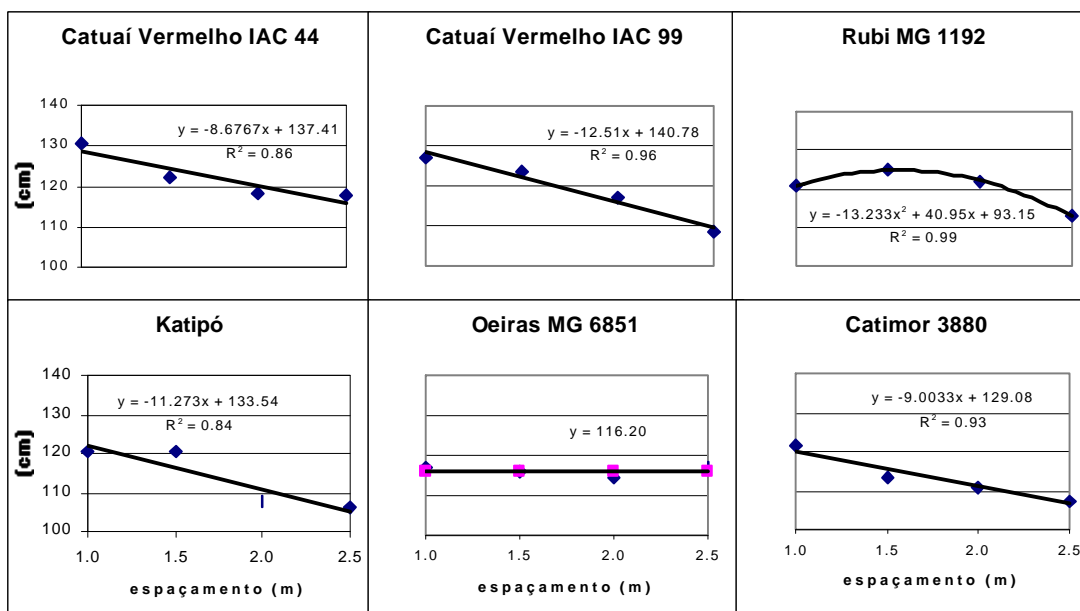 Catuaí Vermelho IAC 44
140
130
120
110
100
(cm)
y = -8.6767x + 137.41
R² = 0.86
Catuaí Vermelho IAC 99
y = -12.51x + 140.78
R² = 0.96
Rubi MG 1192
y = -13.233x² + 40.95x + 93.15
R² = 0.99
Katipó
140
130
120
110
100
(cm)
y = -11.273x + 133.54
R² = 0.84
1.0 1.5 2.0 2.5
espaçamento (m)
Oeiras MG 6851
y = 116.20
1.0 1.5 2.0 2.5
espaçamento (m)
Catimor 3880
y = -9.0033x + 129.08
R² = 0.93
1.0 1.5 2.0 2.5
espaçamento (m)